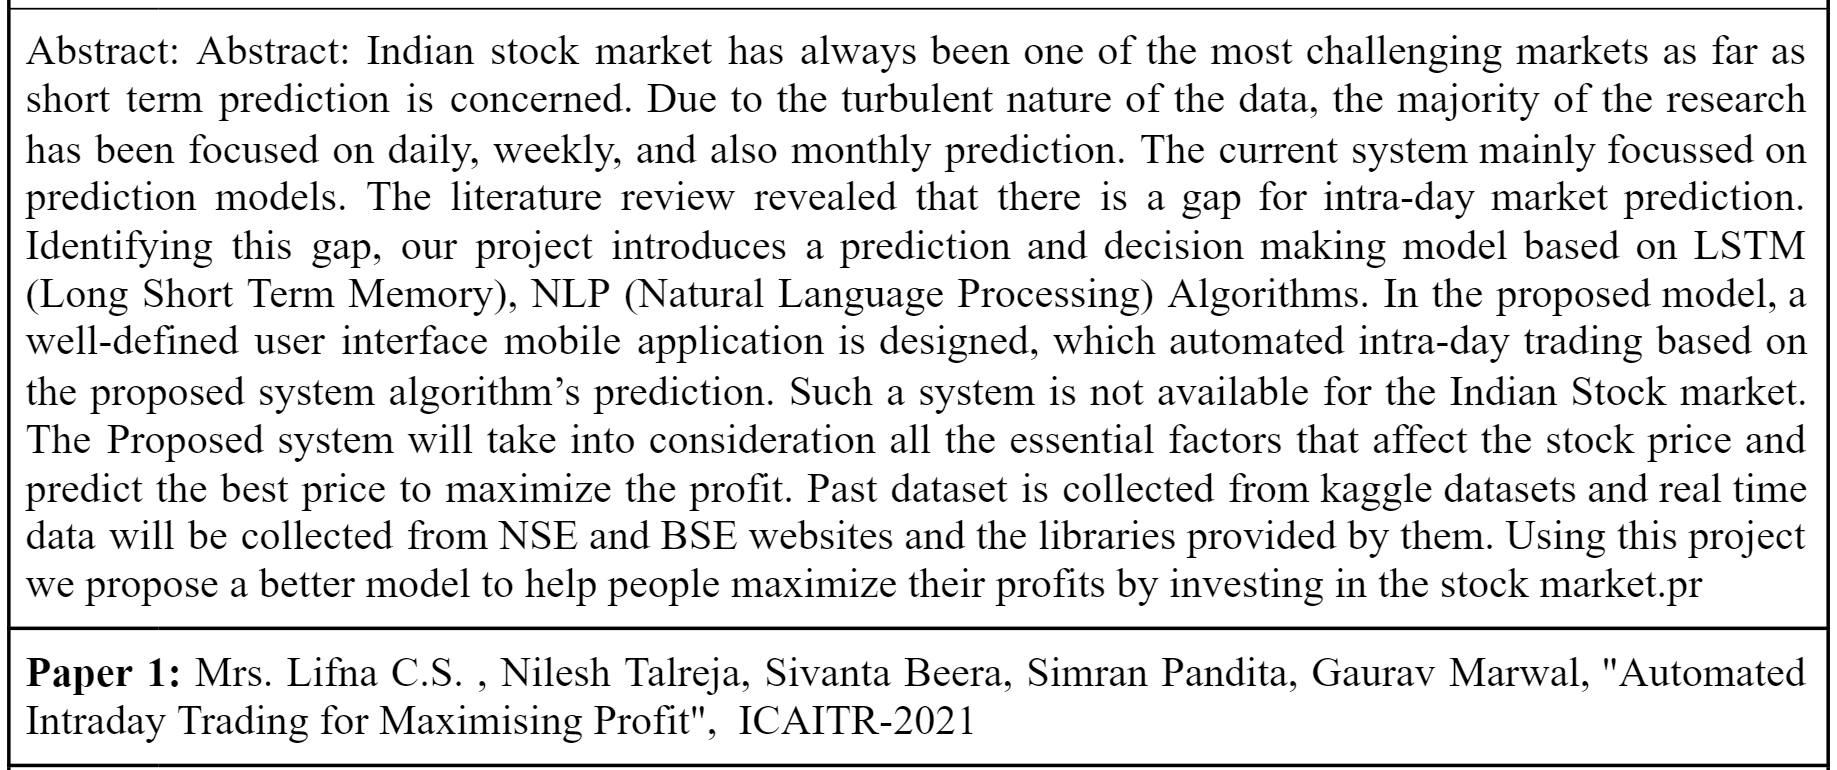 Abstract: Abstract: Indian stock market has always been one of the most challenging markets as far as
short term prediction is concerned. Due to the turbulent nature of the data, the majority of the research
has been focused on daily, weekly, and also monthly prediction. The current system mainly focussed on
prediction models. The literature review revealed that there is a gap for intra-day market prediction.
Identifying this gap, our project introduces a prediction and decision making model based on LSTM
(Long Short Term Memory), NLP (Natural Language Processing) Algorithms. In the proposed model, a
well-defined user interface mobile application is designed, which automated intra-day trading based on
the proposed system algorithm’s prediction. Such a system is not available for the Indian Stock market.
The Proposed system will take into consideration all the essential factors that affect the stock price and
predict the best price to maximize the profit. Past dataset is collected from kaggle datasets and real time
data will be collected from NSE and BSE websites and the libraries provided by them. Using this project
we propose a better model to help people maximize their profits by investing in the stock market.pr
Paper 1: Mrs. Lifna C.S. , Nilesh Talreja, Sivanta Beera, Simran Pandita, Gaurav Marwal, "Automated
Intraday Trading for Maximising Profit", ICAITR-2021